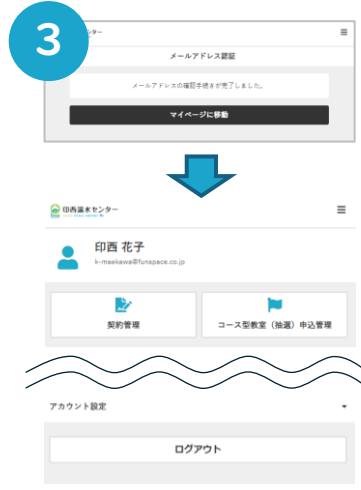 3
ンター
メールアドレス認証
メールアドレスの確認手続きが完了しました。
マイページに移動
印西温水センター
印西 花子
k-maekawa@funspace.co.jp
契約管理
コース型教室（抽選）申込管理
アカウント設定
ログアウト